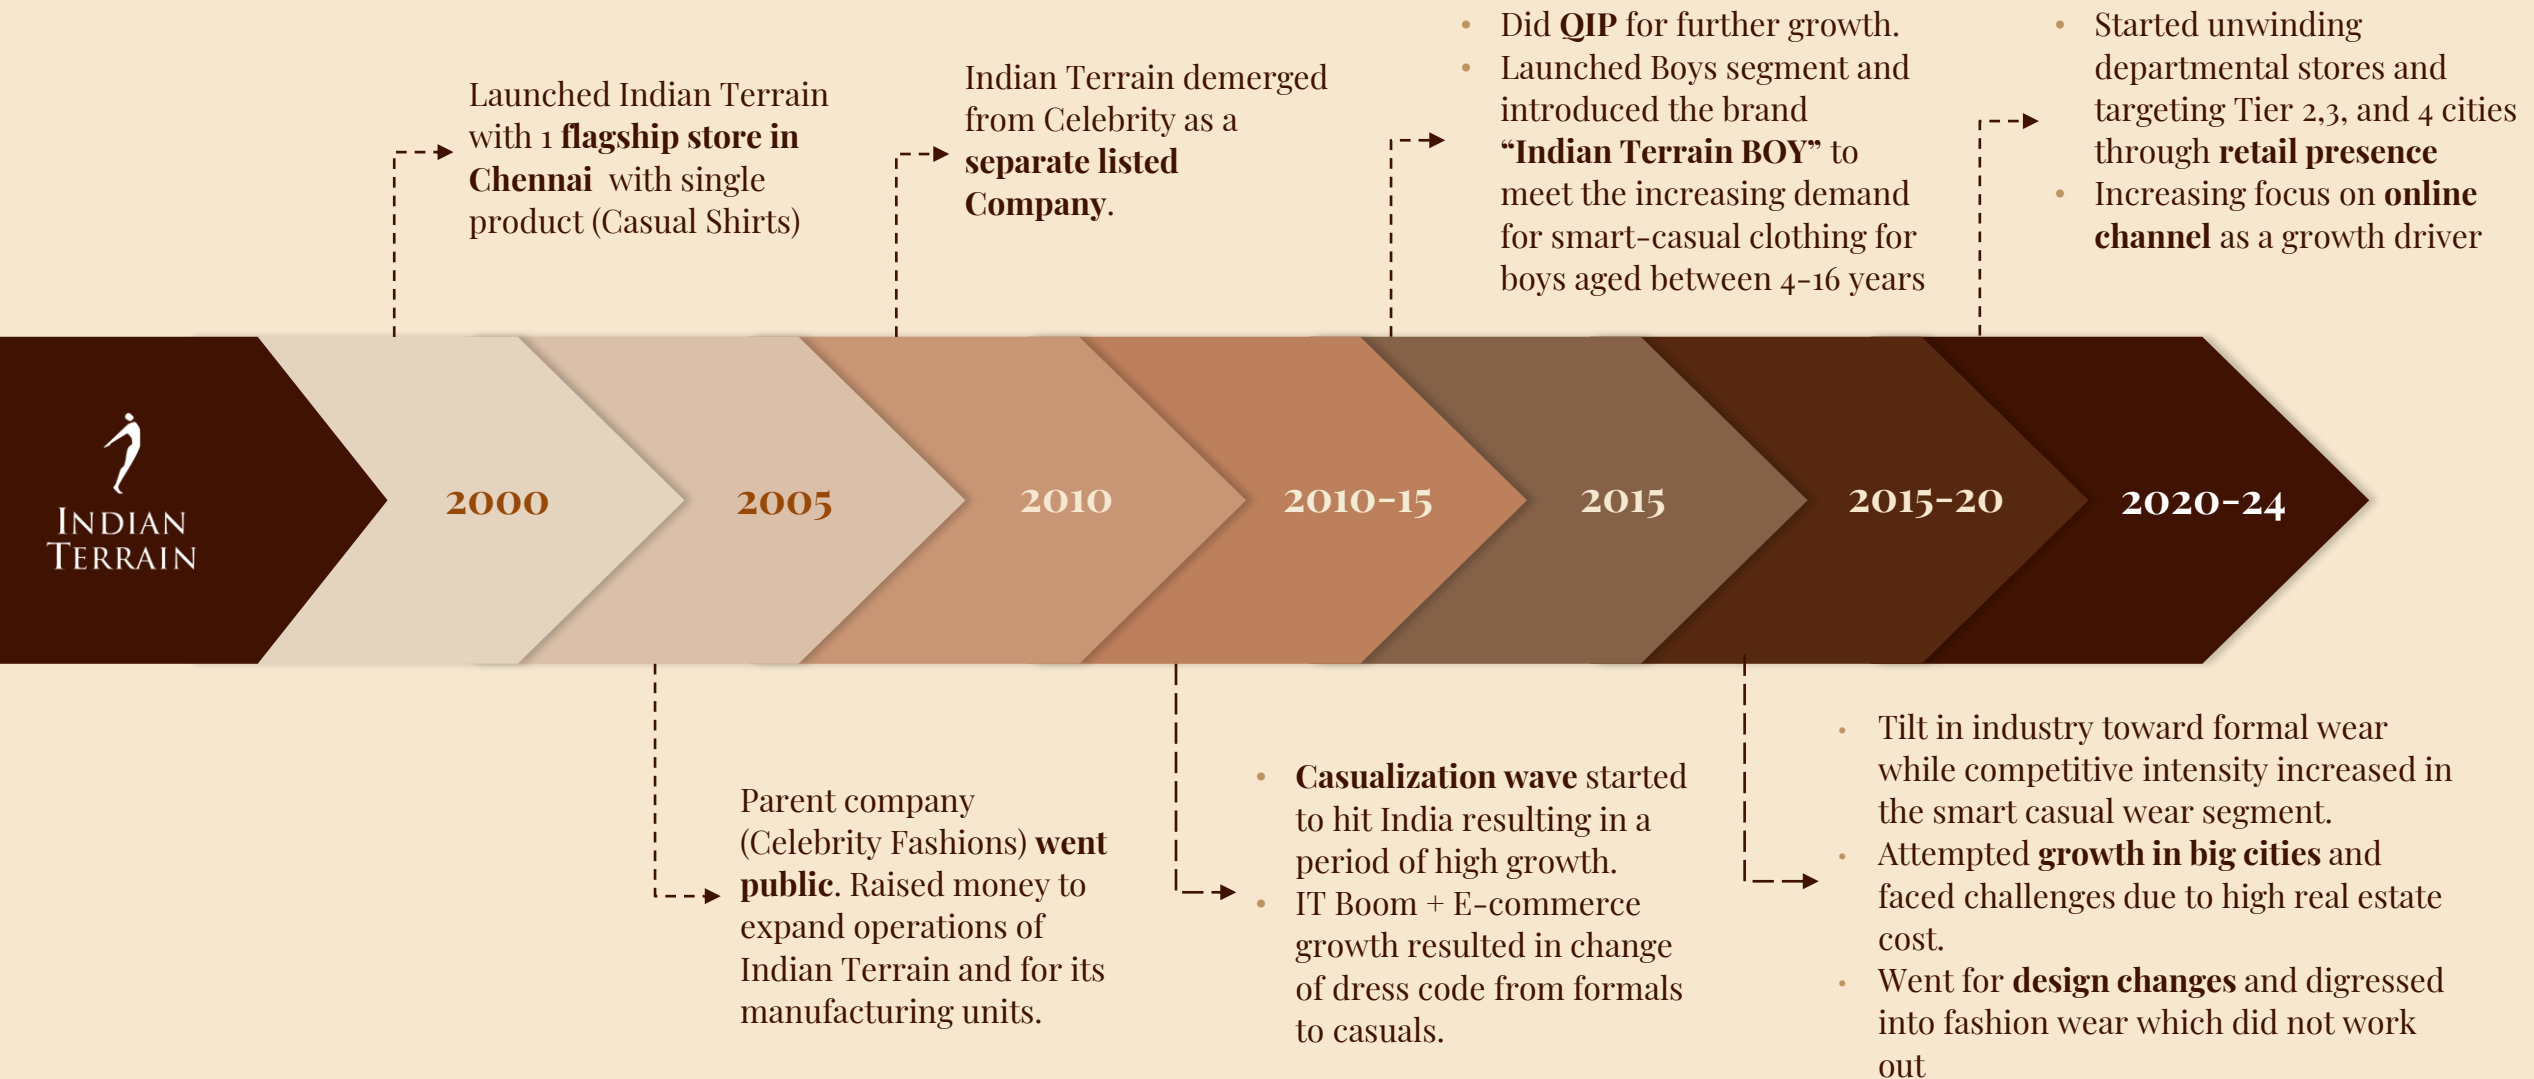 Launched Indian Terrain
with 1 flagship store in
Chennai with single
product (Casual Shirts)
Indian Terrain demerged
from Celebrity as a
separate listed
Company.
• Did QIP for further growth.
• Launched Boys segment and
introduced the brand
“Indian Terrain BOY” to
meet the increasing demand
for smart-casual clothing for
boys aged between 4-16 years
• Started unwinding
departmental stores and
targeting Tier 2,3, and 4 cities
through retail presence
• Increasing focus on online
channel as a growth driver
INDIAN
TERRAIN
2000
2005
2010
2010-15
2015
2015-20
2020-24
Parent company
(Celebrity Fashions) went
public. Raised money to
expand operations of
Indian Terrain and for its
manufacturing units.
• Casualization wave started
to hit India resulting in a
period of high growth.
• IT Boom + E-commerce
growth resulted in change
of dress code from formals
to casuals.
• Tilt in industry toward formal wear
while competitive intensity increased in
the smart casual wear segment.
• Attempted growth in big cities and
faced challenges due to high real estate
cost.
• Went for design changes and digressed
into fashion wear which did not work
out